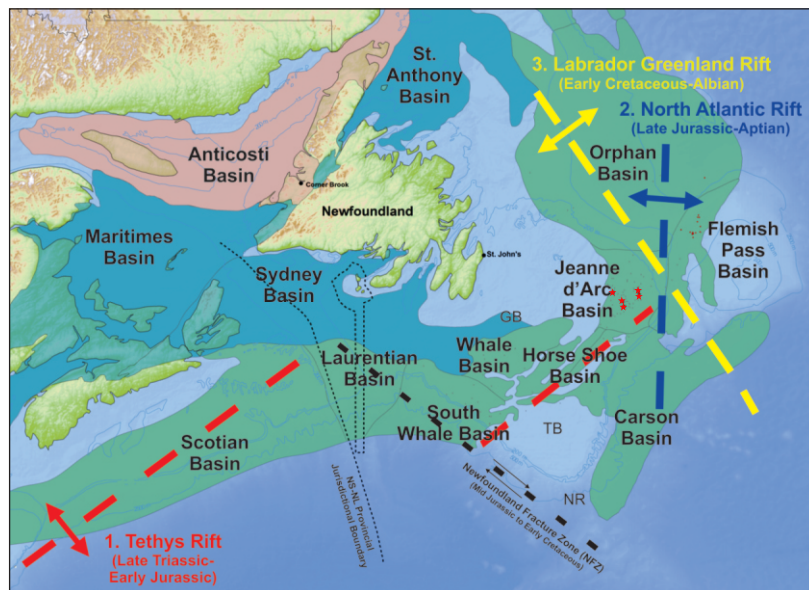 St.
Anthony
Basin
3. Labrador Greenland Rift
(Early Cretaceous-Albian)
2. North Atlantic Rift
(Late Jurassic-Aptian)
Orphan
Basin
Anticosti
Basin
Corner Brook
Newfoundland
Flemish
Pass
Basin
Maritimes
Basin
St. John's
Sydney
Basin
Jeanne
d'Arc
Basin
GB
Whale
Basin
Laurentian
Basin
Horse Shoe
Basin
South
Whale Basin
Carson
Basin
Scotian
Basin
TB
NR
NS-NL Provincial
Jurisdictional Boundary
Newfoundland Fracture Zone (NFZ)
(Mid Jurassic to Early Cretaceous)
1. Tethys Rift
(Late Triassic-
Early Jurassic)